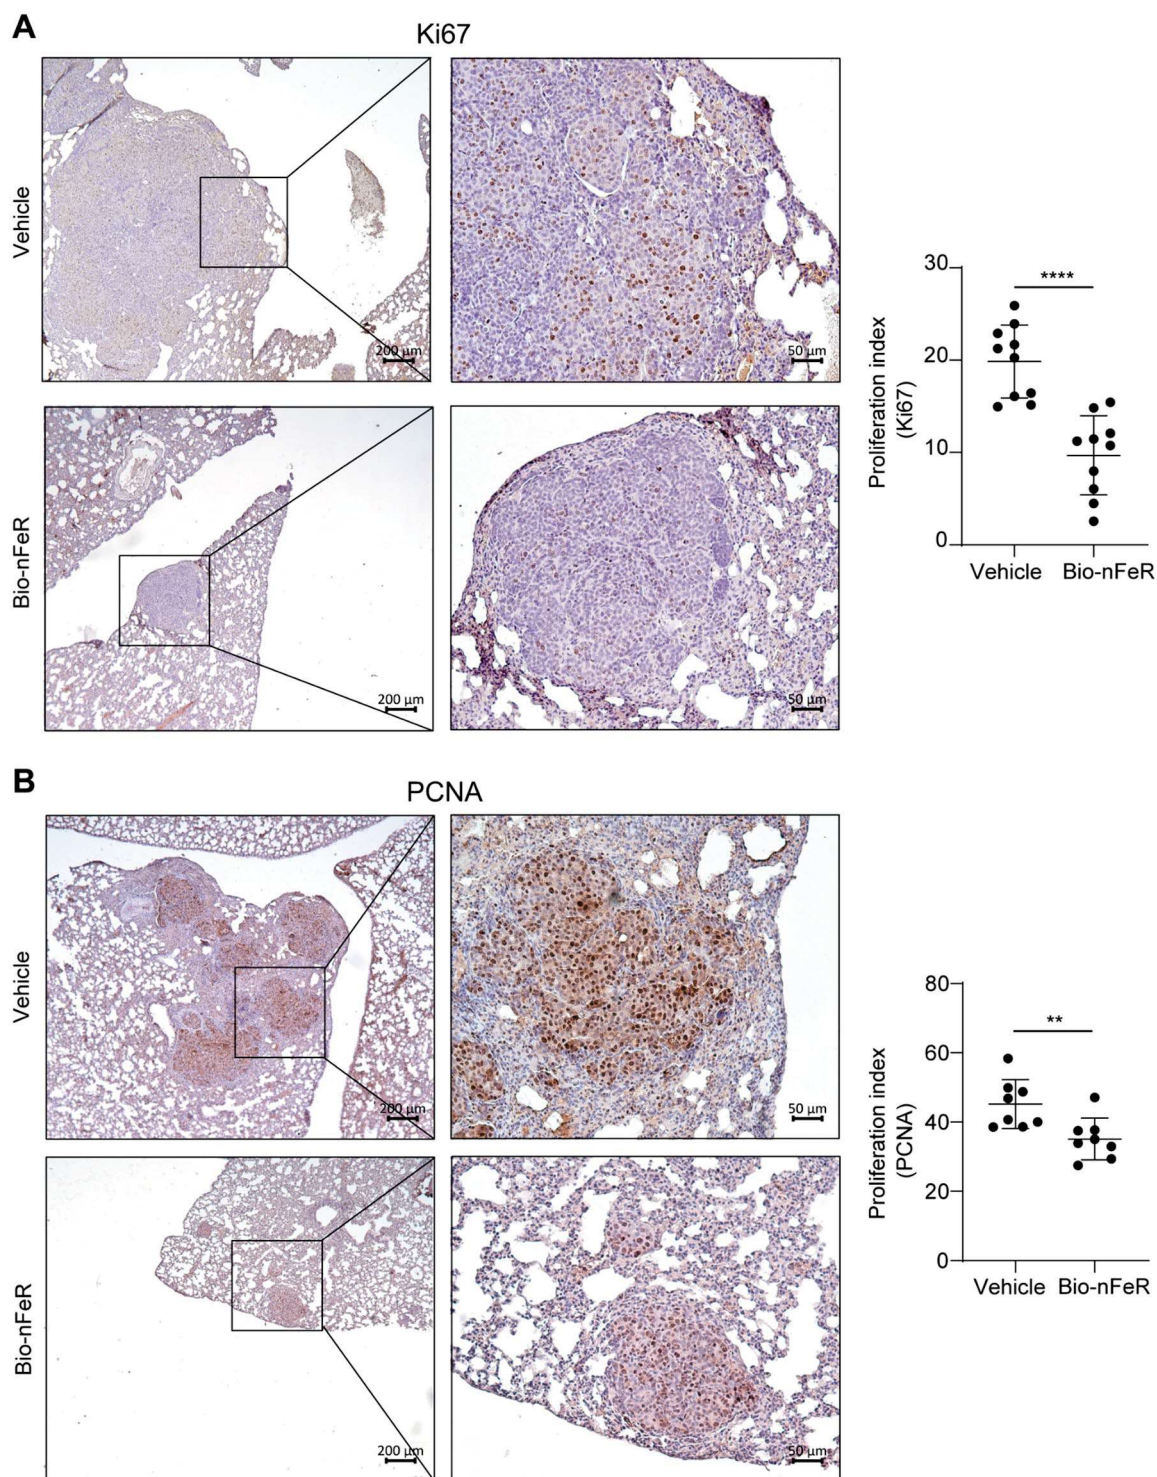 A
Ki67
Vehicle
200 µm
50 µm
Bio-nFeR
200 µm
50 µm
Proliferation index
(Ki67)
30
20
10
0
****
Vehicle
Bio-nFeR
B
PCNA
Vehicle
200 µm
50 µm
Bio-nFeR
200 µm
50 µm
Proliferation index
(PCNA)
80
60
40
20
0
**
Vehicle
Bio-nFeR